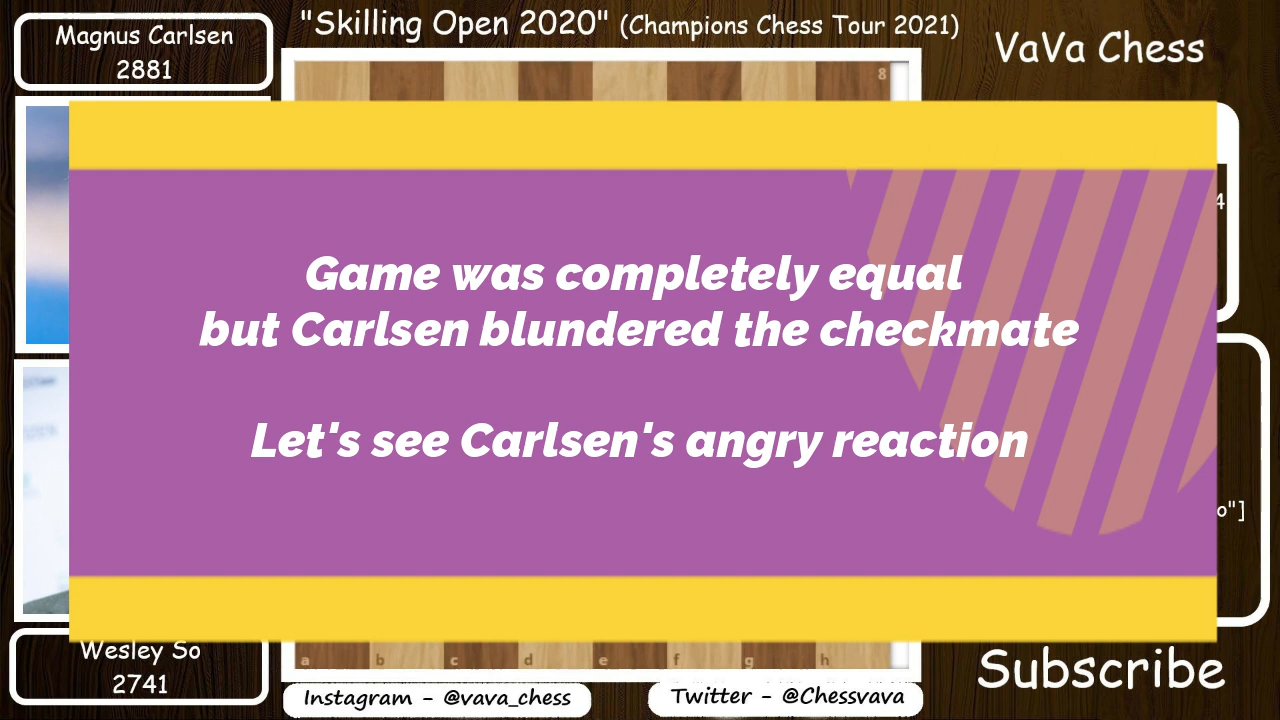 Magnus Carlsen
2881
"Skilling Open 2020" (Champions Chess Tour 2021)
VaVa Chess
8
4
Game was completely equal
but Carlsen blundered the checkmate
Let's see Carlsen's angry reaction
o"]
Wesley So
2741
a b c d e f g h
Instagram - @vava_chess
Twitter - @Chessvava
Subscribe